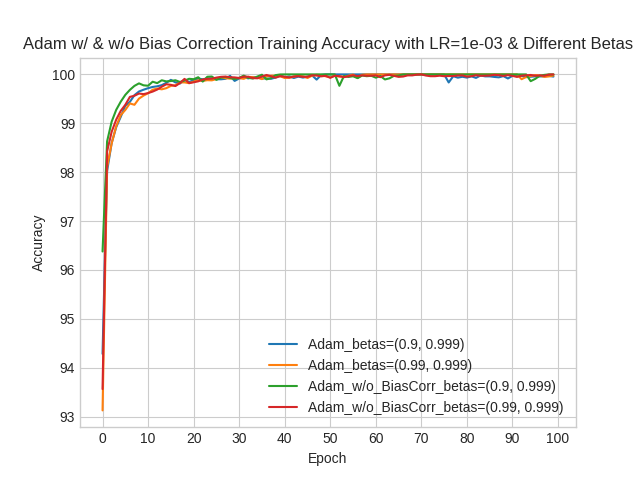 Adam w/ & w/o Bias Correction Training Accuracy with LR=1e-03 & Different Betas
100
99
98
97
96
95
94
93
Accuracy
Adam_betas=(0.9, 0.999)
Adam_betas=(0.99, 0.999)
Adam_w/o_BiasCorr_betas=(0.9, 0.999)
Adam_w/o_BiasCorr_betas=(0.99, 0.999)
0 10 20 30 40 50 60 70 80 90 100
Epoch